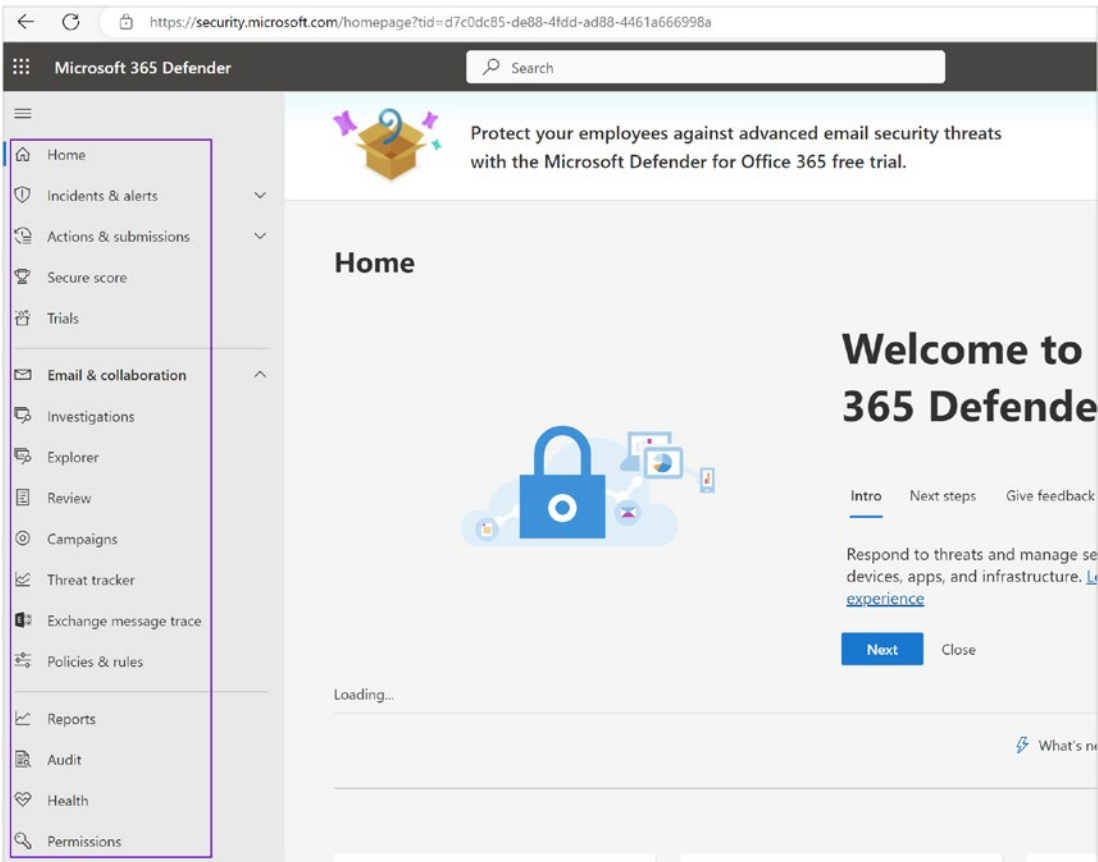 https://security.microsoft.com/homepage?tid=d7c0dc85-de88-4fdd-ad88-4461a666998a
Microsoft 365 Defender
Search
Home
Incidents & alerts
Actions & submissions
Secure score
Trials
Email & collaboration
Investigations
Explorer
Review
Campaigns
Threat tracker
Exchange message trace
Policies & rules
Reports
Audit
Health
Permissions
Protect your employees against advanced email security threats
with the Microsoft Defender for Office 365 free trial.
Home
Welcome to
365 Defende
Intro Next steps Give feedback
Respond to threats and manage se
devices, apps, and infrastructure. Le
experience
Next Close
Loading...
What's ne